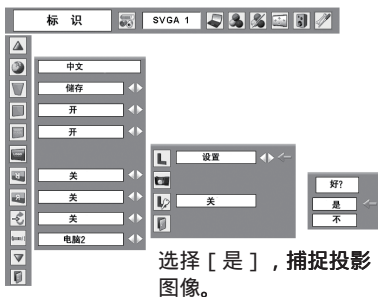 标 识
SVGA 1
中文
储存
开
开
关
关
关
电脑2
设置
关
好?
是
不
选择 [ 是 ] , 捕捉投影
图像。